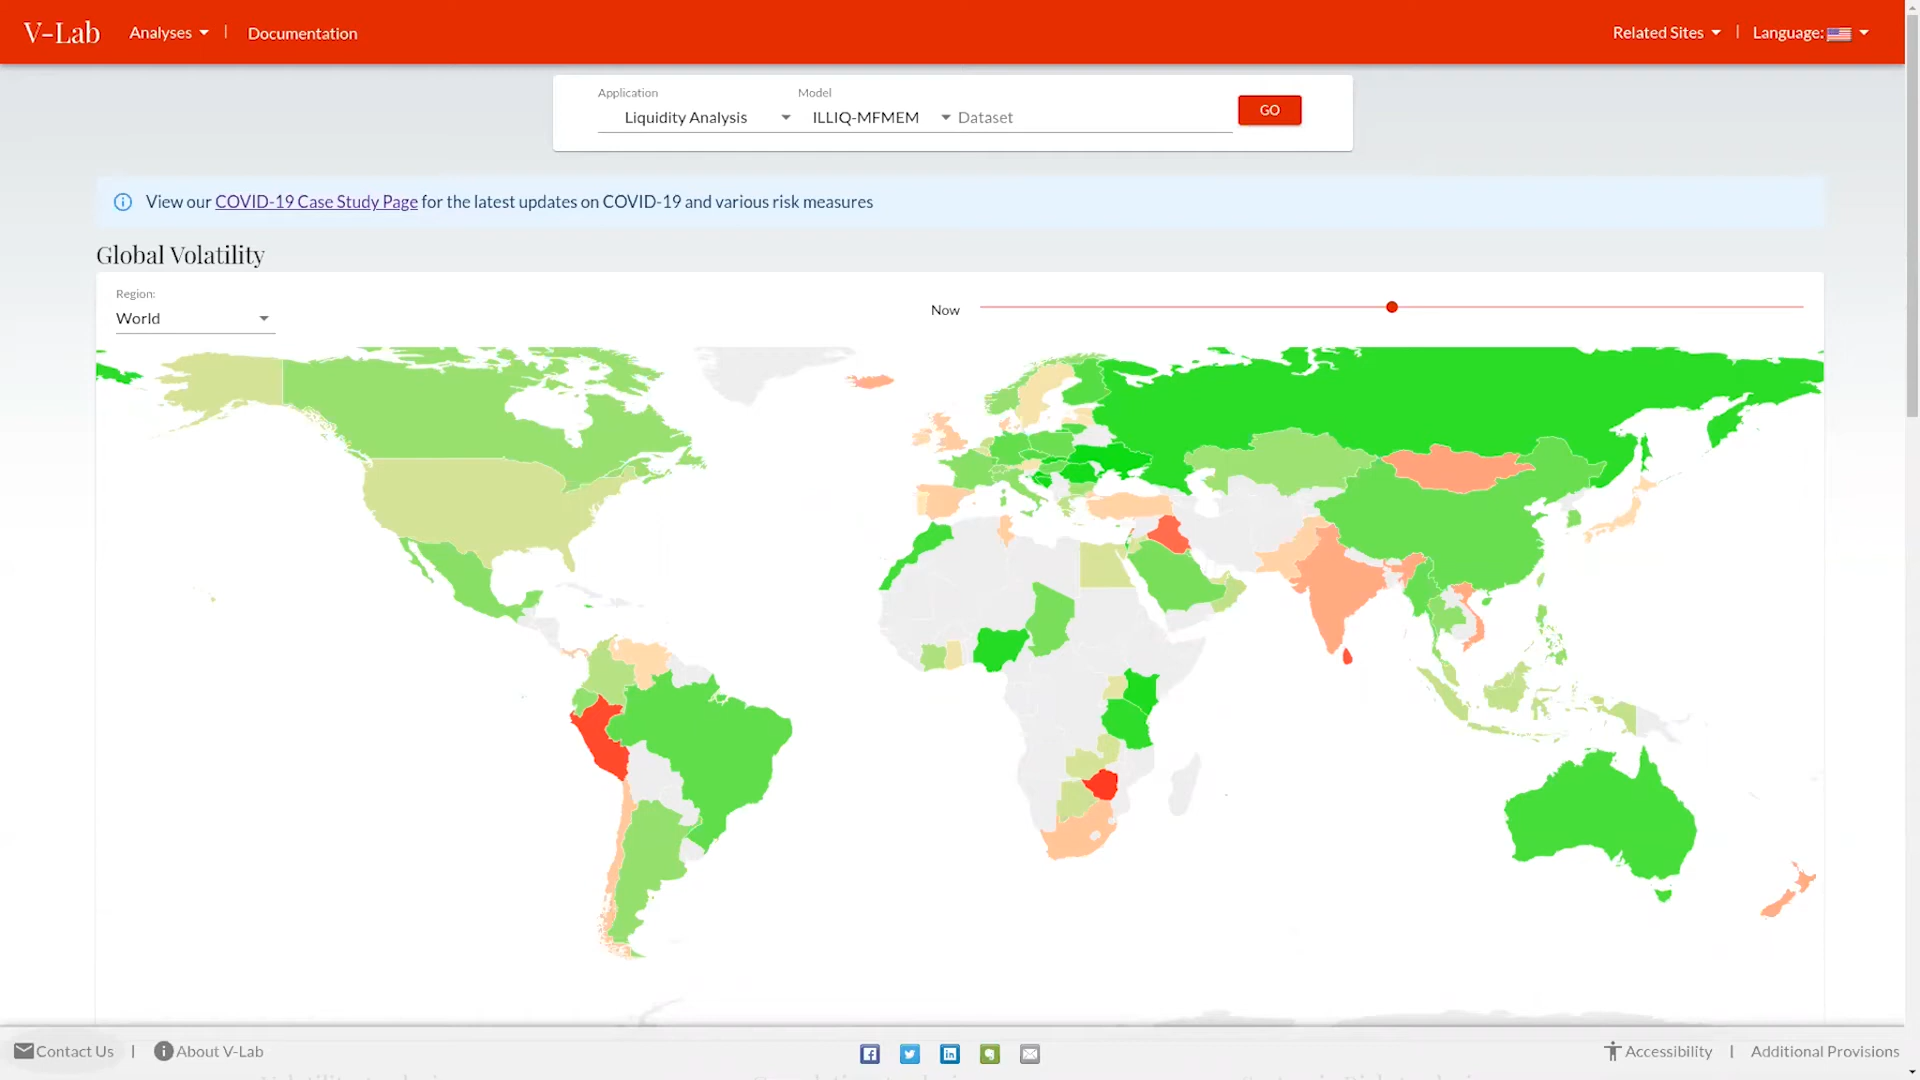 V-Lab
Analyses
Documentation
Related Sites
Language:
Application
Model
Liquidity Analysis
ILLIQ-MFMEM
Dataset
GO
View our COVID-19 Case Study Page for the latest updates on COVID-19 and various risk measures
Global Volatility
Region:
World
Now
Contact Us
About V-Lab
Accessibility
Additional Provisions